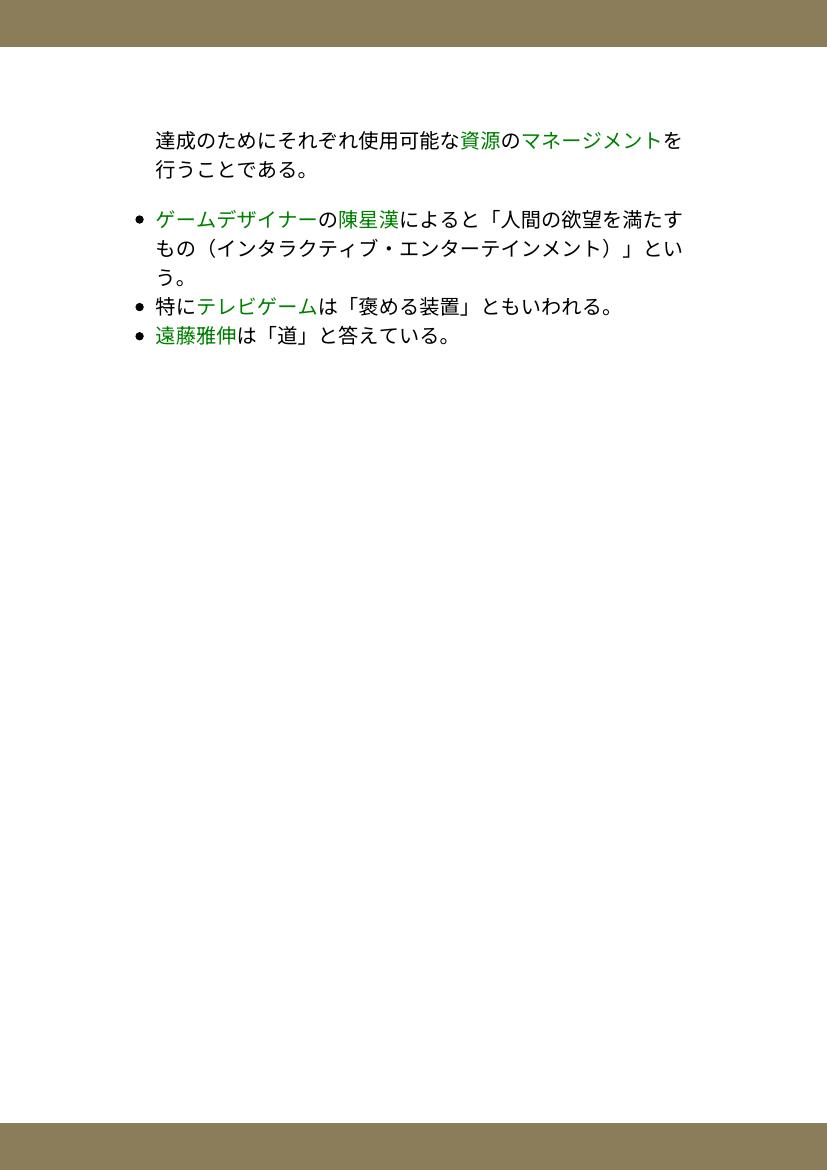 達成のためにそれぞれ使用可能な資源のマネージメントを
行うことである。
● ゲームデザイナーの陳星漢によると「人間の欲望を満たす
もの（インタラクティブ・エンターテインメント）」とい
う。
● 特にテレビゲームは「褒める装置」ともいわれる。
● 遠藤雅伸は「道」と答えている。